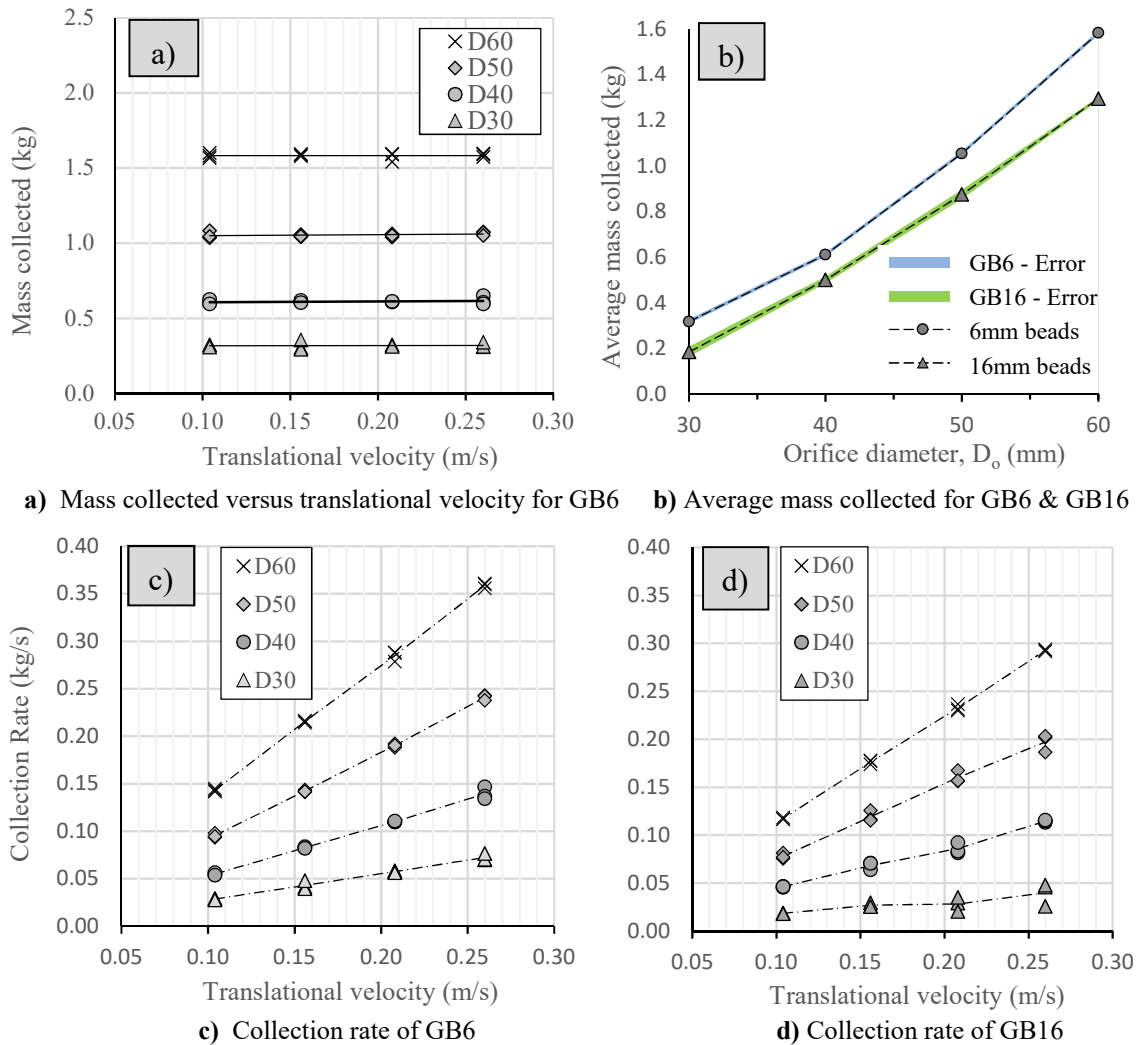 a)
2.5
2.0
1.5
1.0
0.5
0.0
Mass collected (kg)
D60
D50
D40
D30
0.05 0.10 0.15 0.20 0.25 0.30
Translational velocity (m/s)
a) Mass collected versus translational velocity for GB6
b)
1.6
1.4
1.2
1.0
0.8
0.6
0.4
0.2
0.0
Average mass collected (kg)
GB6 - Error
GB16 - Error
6mm beads
16mm beads
30 40 50 60
Orifice diameter, Do (mm)
b) Average mass collected for GB6 & GB16
c)
0.40
0.35
0.30
0.25
0.20
0.15
0.10
0.05
0.00
Collection Rate (kg/s)
D60
D50
D40
D30
0.05 0.10 0.15 0.20 0.25 0.30
Translational velocity (m/s)
c) Collection rate of GB6
d)
0.40
0.35
0.30
0.25
0.20
0.15
0.10
0.05
0.00
D60
D50
D40
D30
0.05 0.10 0.15 0.20 0.25 0.30
Translational velocity (m/s)
d) Collection rate of GB16